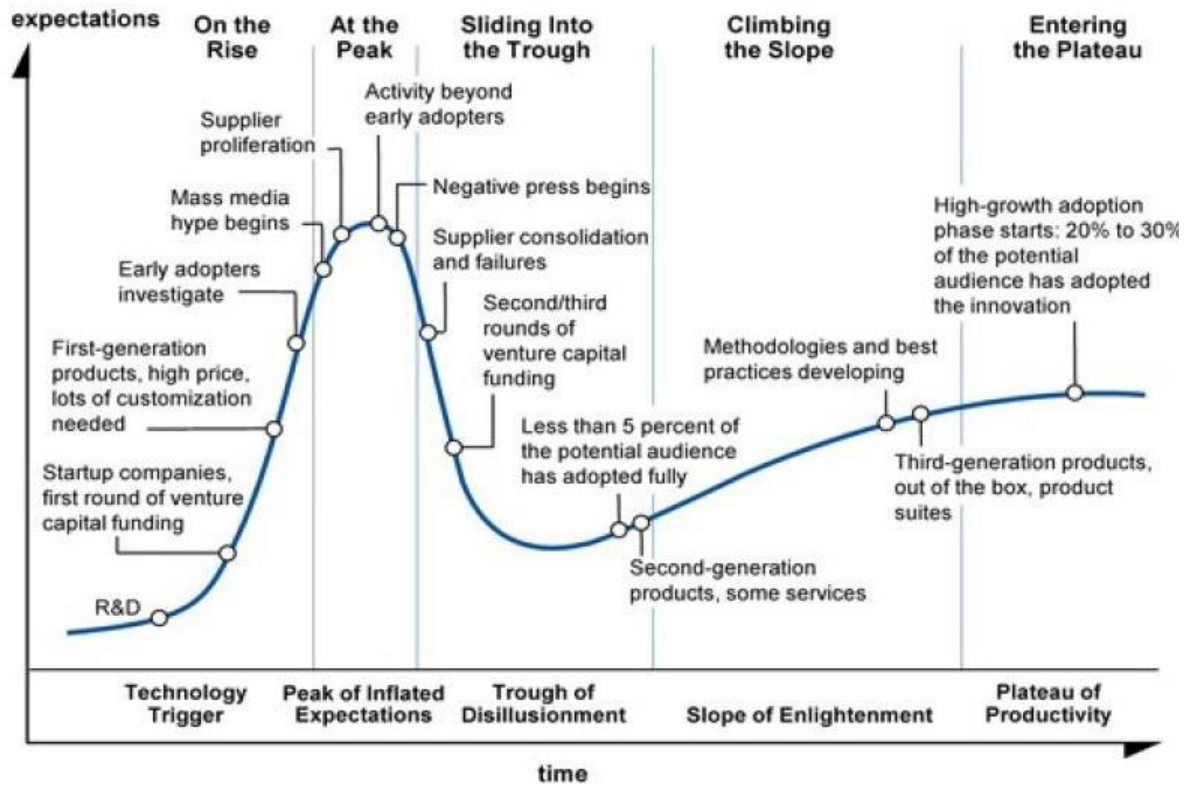 expectations
On the
Rise
At the
Peak
Sliding Into
the Trough
Climbing
the Slope
Entering
the Plateau
Activity beyond
early adopters
Supplier
proliferation
Negative press begins
Mass media
hype begins
Supplier consolidation
and failures
Early adopters
investigate
Second/third
rounds of
venture capital
funding
First-generation
products, high price,
lots of customization
needed
Less than 5 percent of
the potential audience
has adopted fully
Startup companies,
first round of venture
capital funding
R&D
Second-generation
products, some services
Methodologies and best
practices developing
High-growth adoption
phase starts: 20% to 30%
of the potential
audience has adopted
the innovation
Third-generation products,
out of the box, product
suites
Technology
Trigger
Peak of Inflated
Expectations
Trough of
Disillusionment
Slope of Enlightenment
Plateau of
Productivity
time